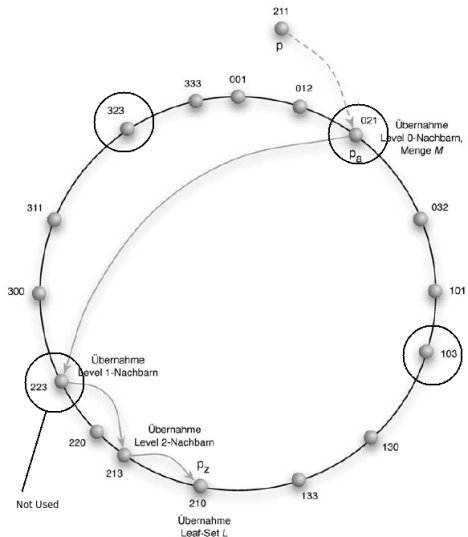 211
p
333
001
012
323
021
Übernahme
Level 0-Nachbarn,
Menge M
pa
311
032
300
101
103
Übernahme
Level 1-Nachbarn
223
Übernahme
Level 2-Nachbarn
220
130
213
pz
133
210
Not Used
Übernahme
Leaf-Set L